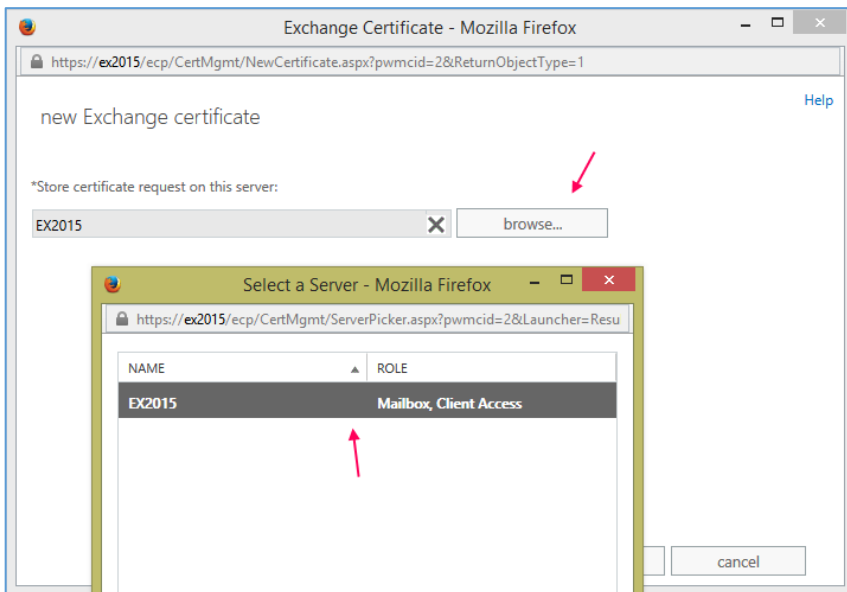 Exchange Certificate - Mozilla Firefox
https://ex2015/ecp/CertMgmt/NewCertificate.aspx?pwmcid=2&ReturnObjectType=1
Help
new Exchange certificate
*Store certificate request on this server:
EX2015 browse...
Select a Server - Mozilla Firefox
https://ex2015/ecp/CertMgmt/ServerPicker.aspx?pwmcid=2&Launcher=Resu
NAME ROLE
EX2015 Mailbox, Client Access
cancel